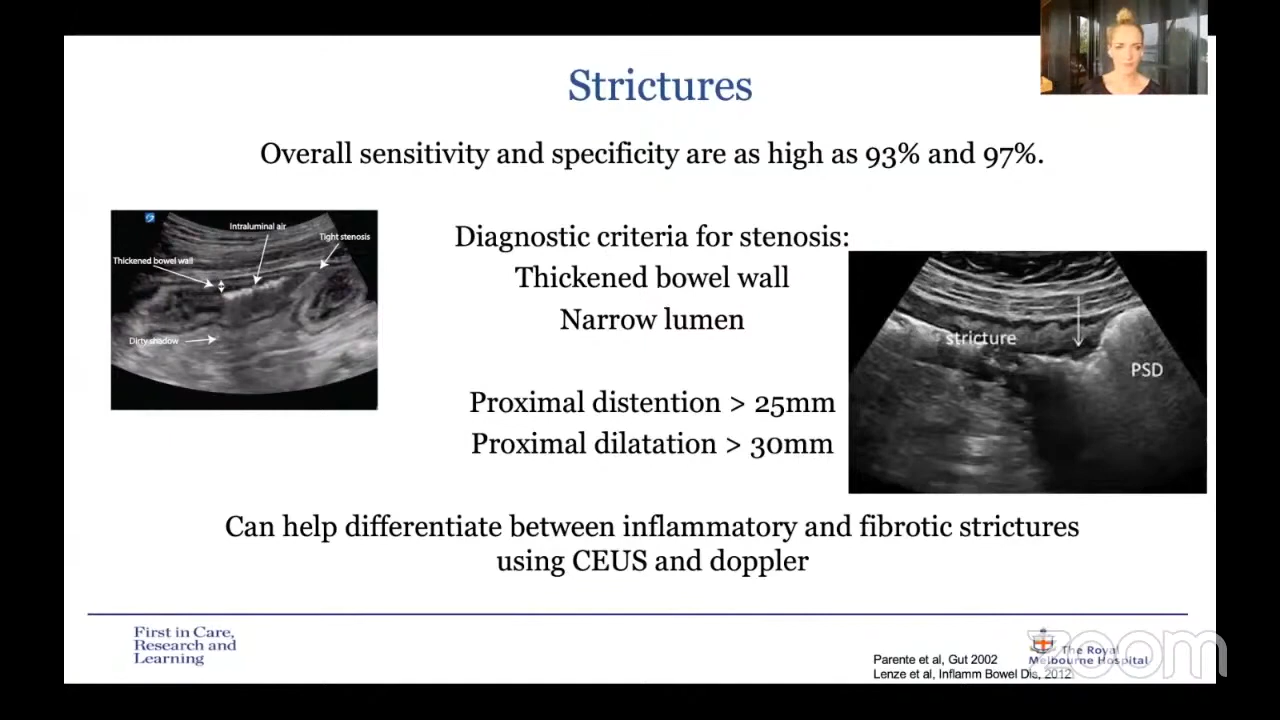 Strictures
Overall sensitivity and specificity are as high as 93% and 97%.
Intraluminal air
Tight stenosis
Thickened bowel wall
Dirty shadow
Diagnostic criteria for stenosis:
Thickened bowel wall
Narrow lumen
Proximal distention > 25mm
Proximal dilatation > 30mm
stricture
PSD
Can help differentiate between inflammatory and fibrotic strictures
using CEUS and doppler
First in Care,
Research and
Learning
Parente et al, Gut 2002
Lenze et al, Inflamm Bowel Dis, 2012
The Royal
Melbourne Hospital
zoom